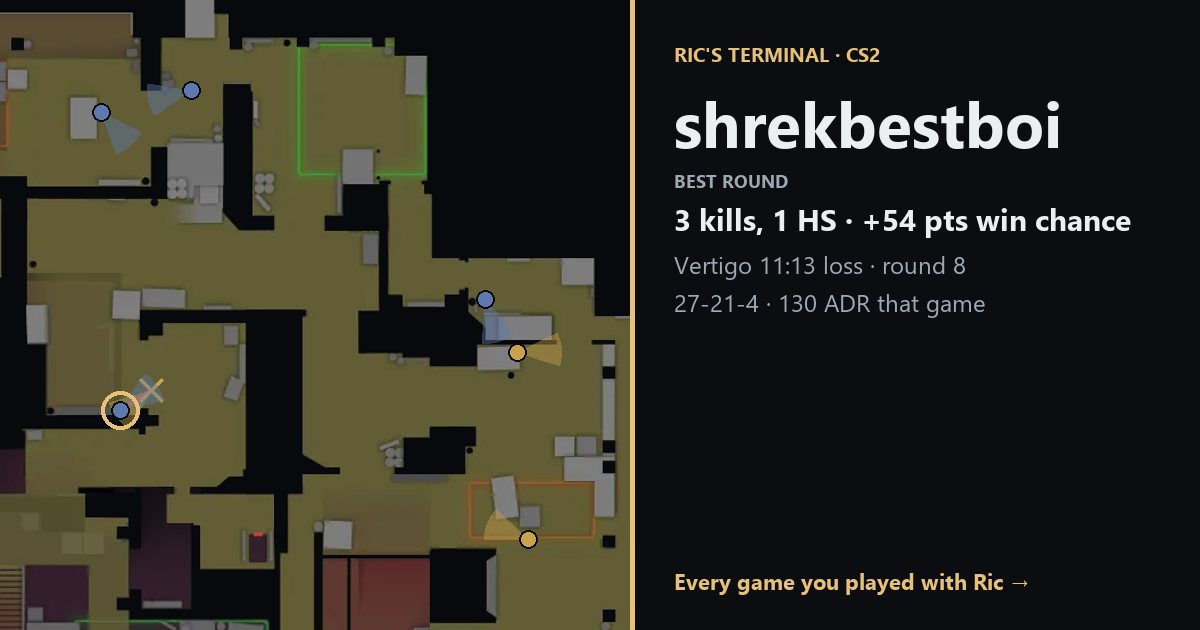 RIC'S TERMINAL · CS2
shrekbestboi
BEST ROUND
3 kills, 1 HS · +54 pts win chance
Vertigo 11:13 loss · round 8
27-21-4 · 130 ADR that game
Every game you played with Ric →